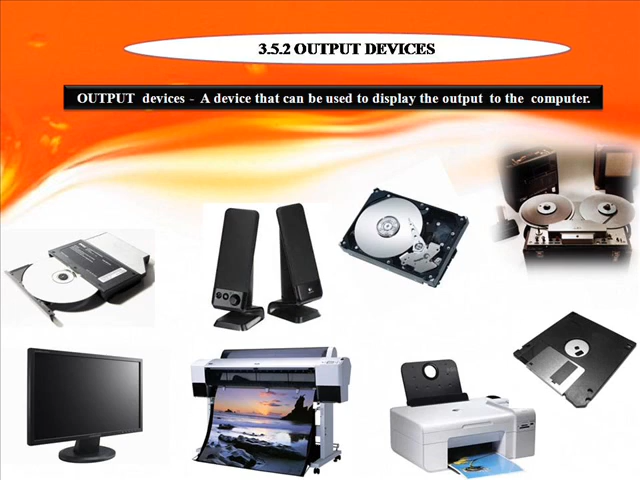 3.5.2 OUTPUT DEVICES
OUTPUT devices - A device that can be used to display the output to the computer.